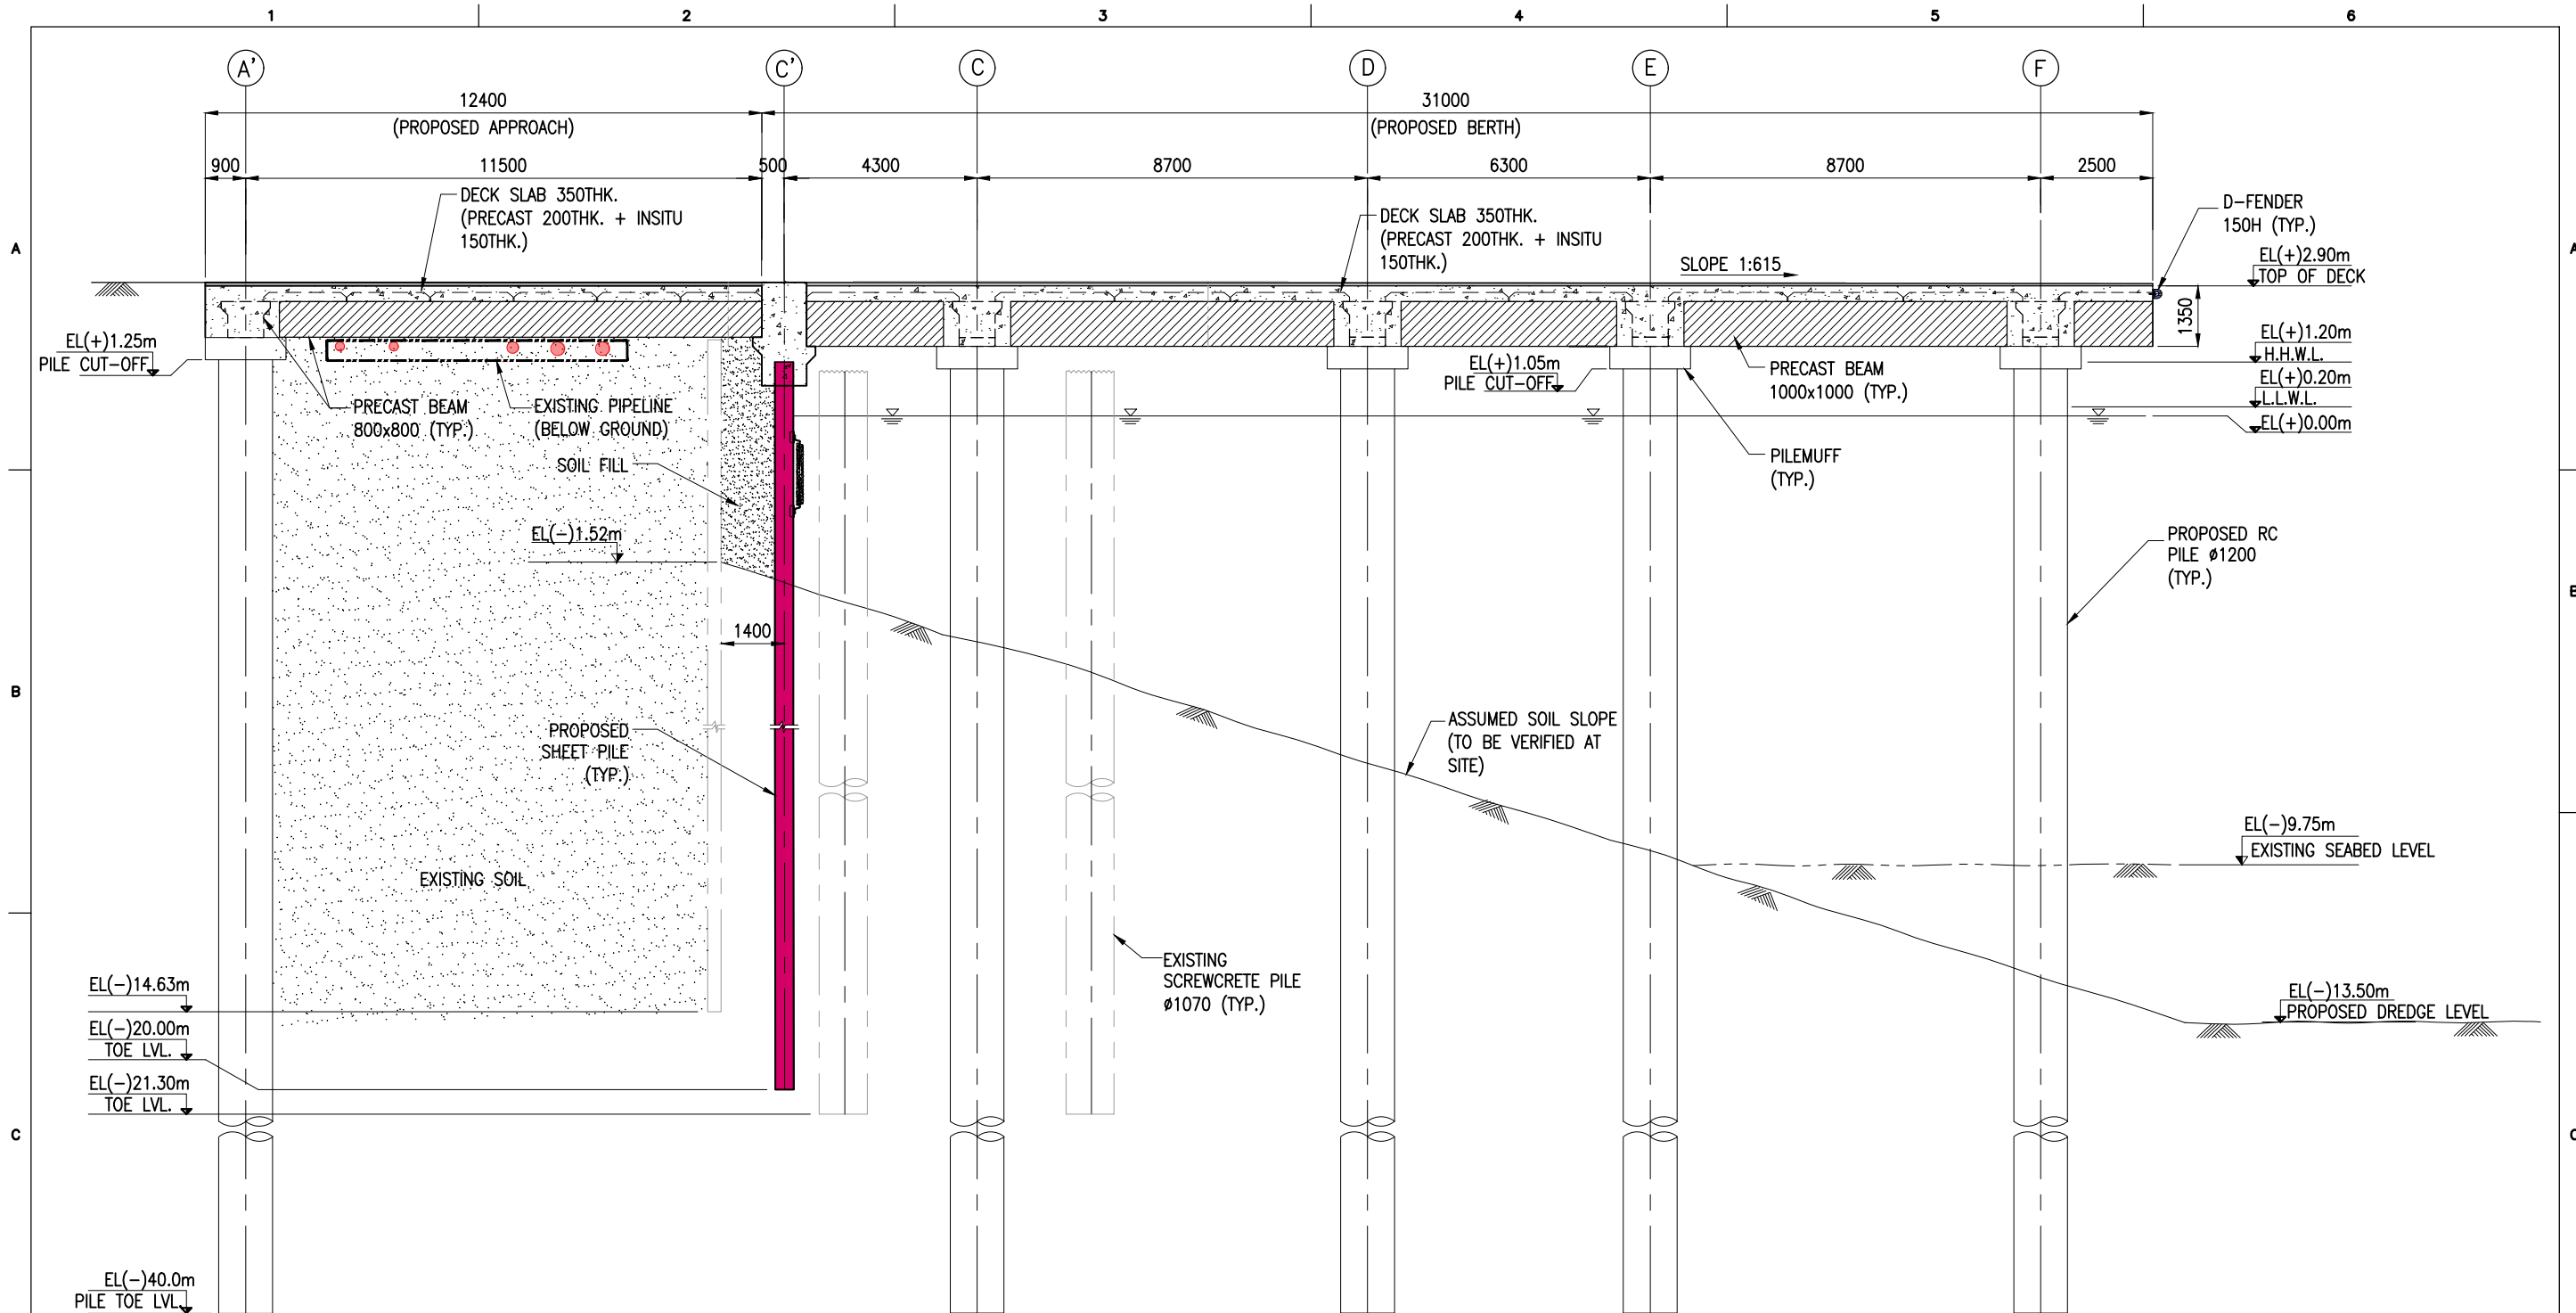 1 2 3 4 5 6
A' C' C D E F
12400 31000
(PROPOSED APPROACH) (PROPOSED BERTH)
900 11500 500 4300 8700 6300 8700 2500
DECK SLAB 350THK.
(PRECAST 200THK. + INSITU
150THK.)
DECK SLAB 350THK.
(PRECAST 200THK. + INSITU
150THK.)
D-FENDER
150H (TYP.)
A
A
SLOPE 1:615
EL(+)2.90m
TOP OF DECK
1350
EL(+)1.25m
PILE CUT-OFF
EL(+)1.20m
H.H.W.L.
EL(+)1.05m
PILE CUT-OFF
PRECAST BEAM
1000x1000 (TYP.)
EL(+)0.20m
L.L.W.L.
EL(+)0.00m
PRECAST BEAM
800x800 (TYP.)
EXISTING PIPELINE
(BELOW GROUND)
SOIL FILL
PILEMUFF
(TYP.)
EL(-)1.52m
PROPOSED RC
PILE ø1200
(TYP.)
B
1400
B
PROPOSED
SHEET PILE
(TYP.)
ASSUMED SOIL SLOPE
(TO BE VERIFIED AT
SITE)
EL(-)9.75m
EXISTING SEABED LEVEL
EXISTING SOIL
EXISTING
SCREWCRETE PILE
ø1070 (TYP.)
EL(-)14.63m
EL(-)13.50m
PROPOSED DREDGE LEVEL
EL(-)20.00m
TOE LVL.
EL(-)21.30m
TOE LVL.
C
C
EL(-)40.0m
PILE TOE LVL